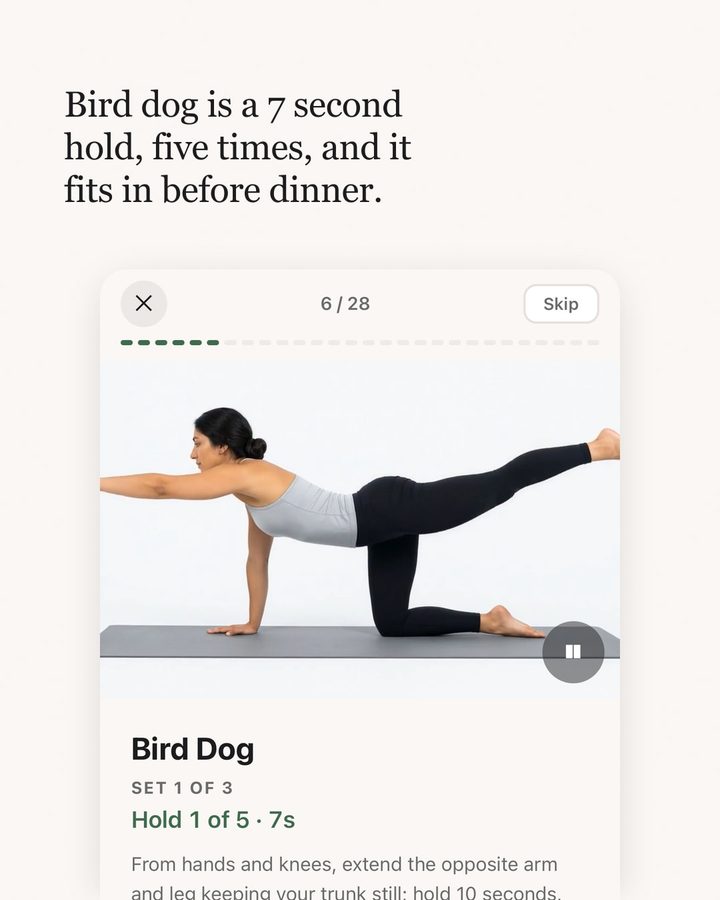 Bird dog is a 7 second
hold, five times, and it
fits in before dinner.
6 / 28
Skip
Bird Dog
SET 1 OF 3
Hold 1 of 5 · 7s
From hands and knees, extend the opposite arm
and leg keeping your trunk still; hold 10 seconds,